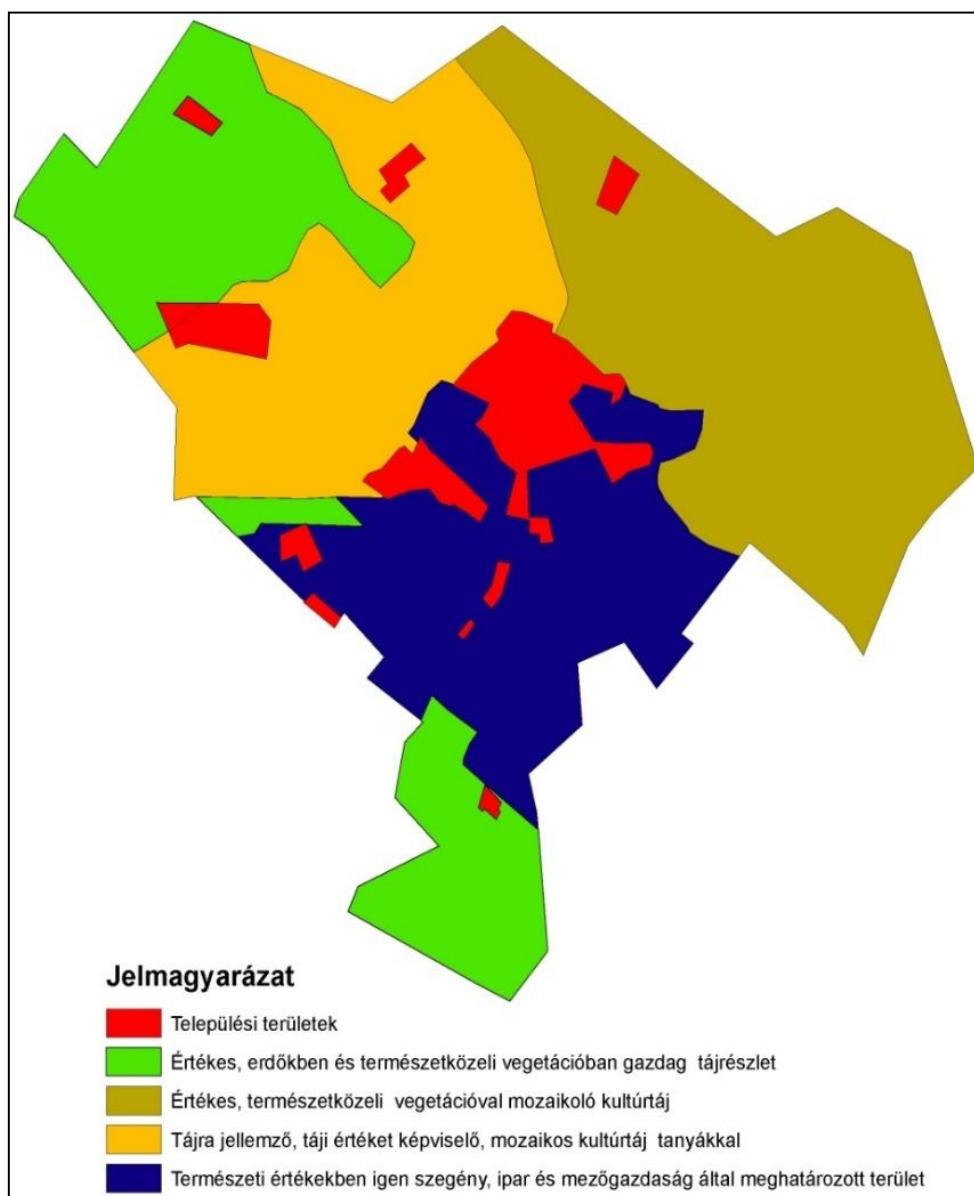 Jelmagyarázat
Települési területek
Értékes, erdőkben és természetközeli vegetációban gazdag tájrészlet
Értékes, természetközeli vegetációval mozaikoló kultúrtáj
Tájra jellemző, táji értéket képviselő, mozaikos kultúrtáj tanyákkal
Természeti értékekben igen szegény, ipar és mezőgazdaság által meghatározott terület